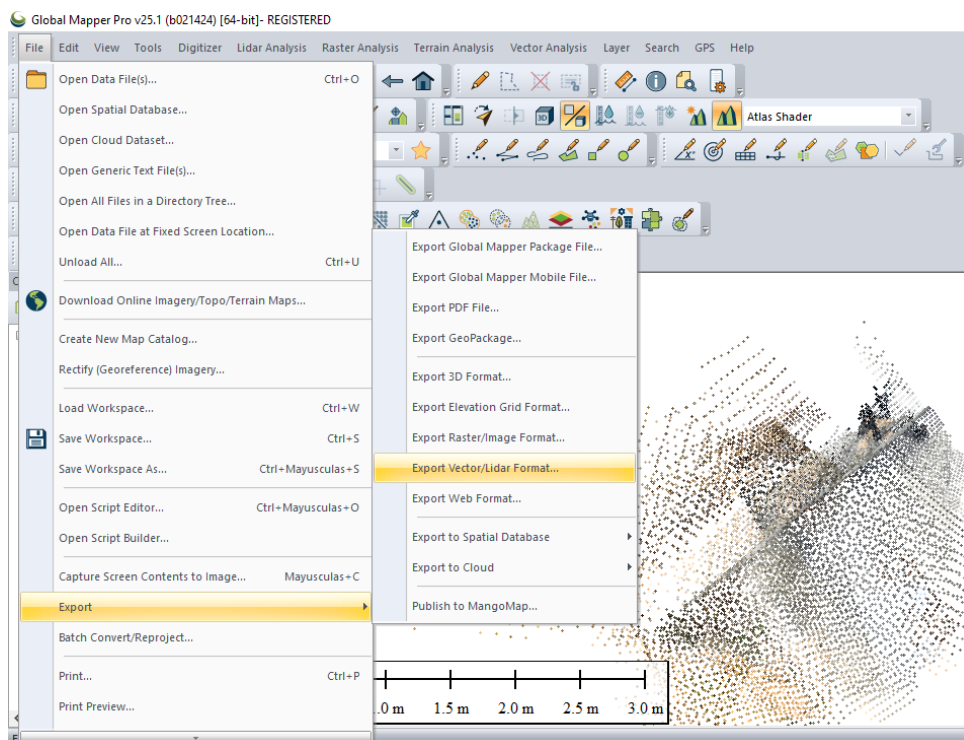 Global Mapper Pro v25.1 (b021424) [64-bit]- REGISTERED
File Edit View Tools Digitizer Lidar Analysis Raster Analysis Terrain Analysis Vector Analysis Layer Search GPS Help
Open Data File(s)... Ctrl+O
Open Spatial Database...
Atlas Shader
Open Cloud Dataset...
Open Generic Text File(s)...
Open All Files in a Directory Tree...
Open Data File at Fixed Screen Location...
Unload All... Ctrl+U
Download Online Imagery/Topo/Terrain Maps...
Create New Map Catalog...
Rectify (Georeference) Imagery...
Load Workspace... Ctrl+W
Save Workspace... Ctrl+S
Save Workspace As... Ctrl+Mayusculas+S
Open Script Editor... Ctrl+Mayusculas+O
Open Script Builder...
Capture Screen Contents to Image... Mayusculas+C
Export
Batch Convert/Reproject...
Print... Ctrl+P
Print Preview...
Export Global Mapper Package File...
Export Global Mapper Mobile File...
Export PDF File...
Export GeoPackage...
Export 3D Format...
Export Elevation Grid Format...
Export Raster/Image Format...
Export Vector/Lidar Format...
Export Web Format...
Export to Spatial Database
Export to Cloud
Publish to MangoMap...
.0 m 1.5 m 2.0 m 2.5 m 3.0 m